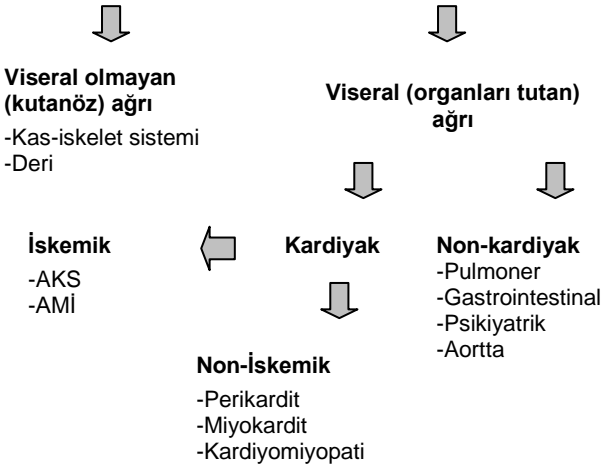 Viseral olmayan
(kutanöz) ağrı
-Kas-iskelet sistemi
-Deri
Viseral (organları tutan)
ağrı
İskemik
-AKS
-AMİ
Kardiyak
Non-kardiyak
-Pulmoner
-Gastrointestinal
-Psikiyatrik
-Aortta
Non-İskemik
-Perikardit
-Miyokardit
-Kardiyomiyopati